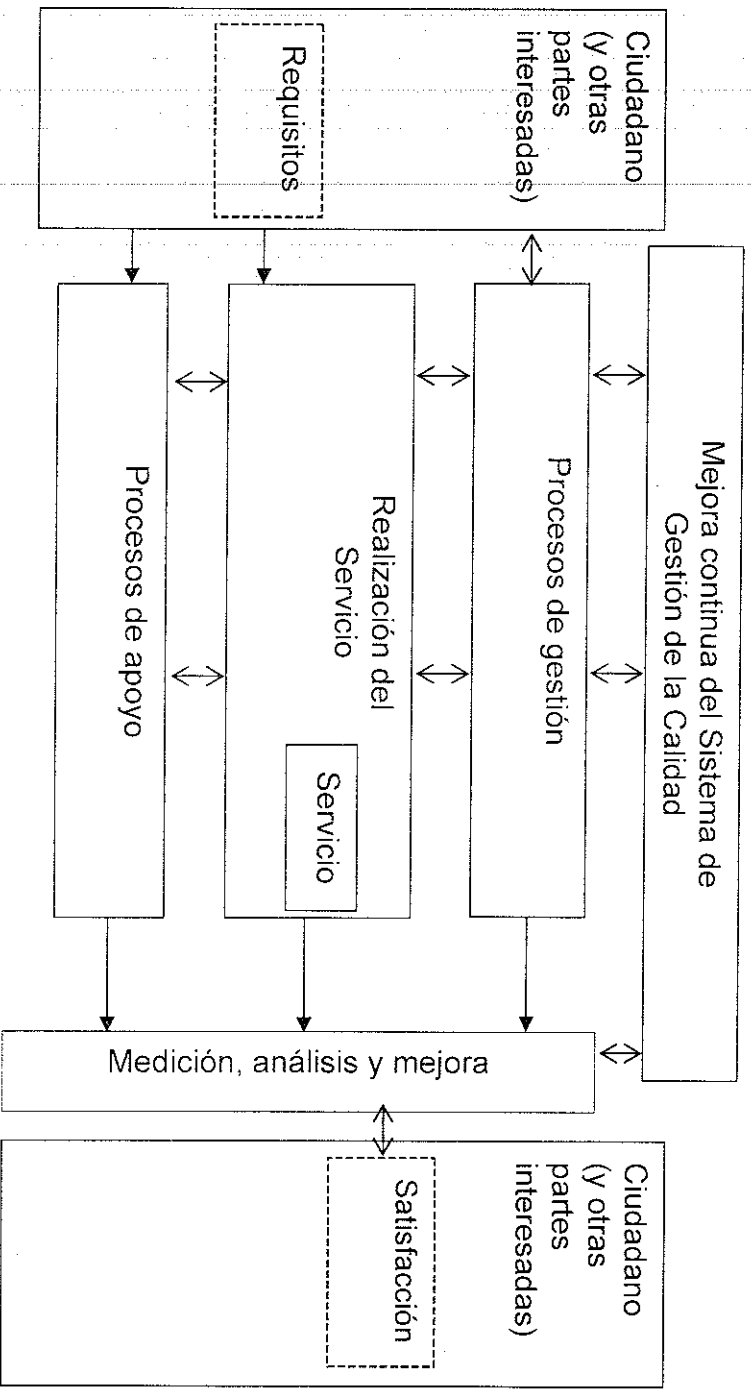 Mejora continua del Sistema de
Gestión de la Calidad
Ciudadano
(y otras
partes
interesadas)
Requisitos
Procesos de gestión
Realización del
Servicio
Servicio
Procesos de apoyo
Medición, análisis y mejora
Ciudadano
(y otras
partes
interesadas)
Satisfacción